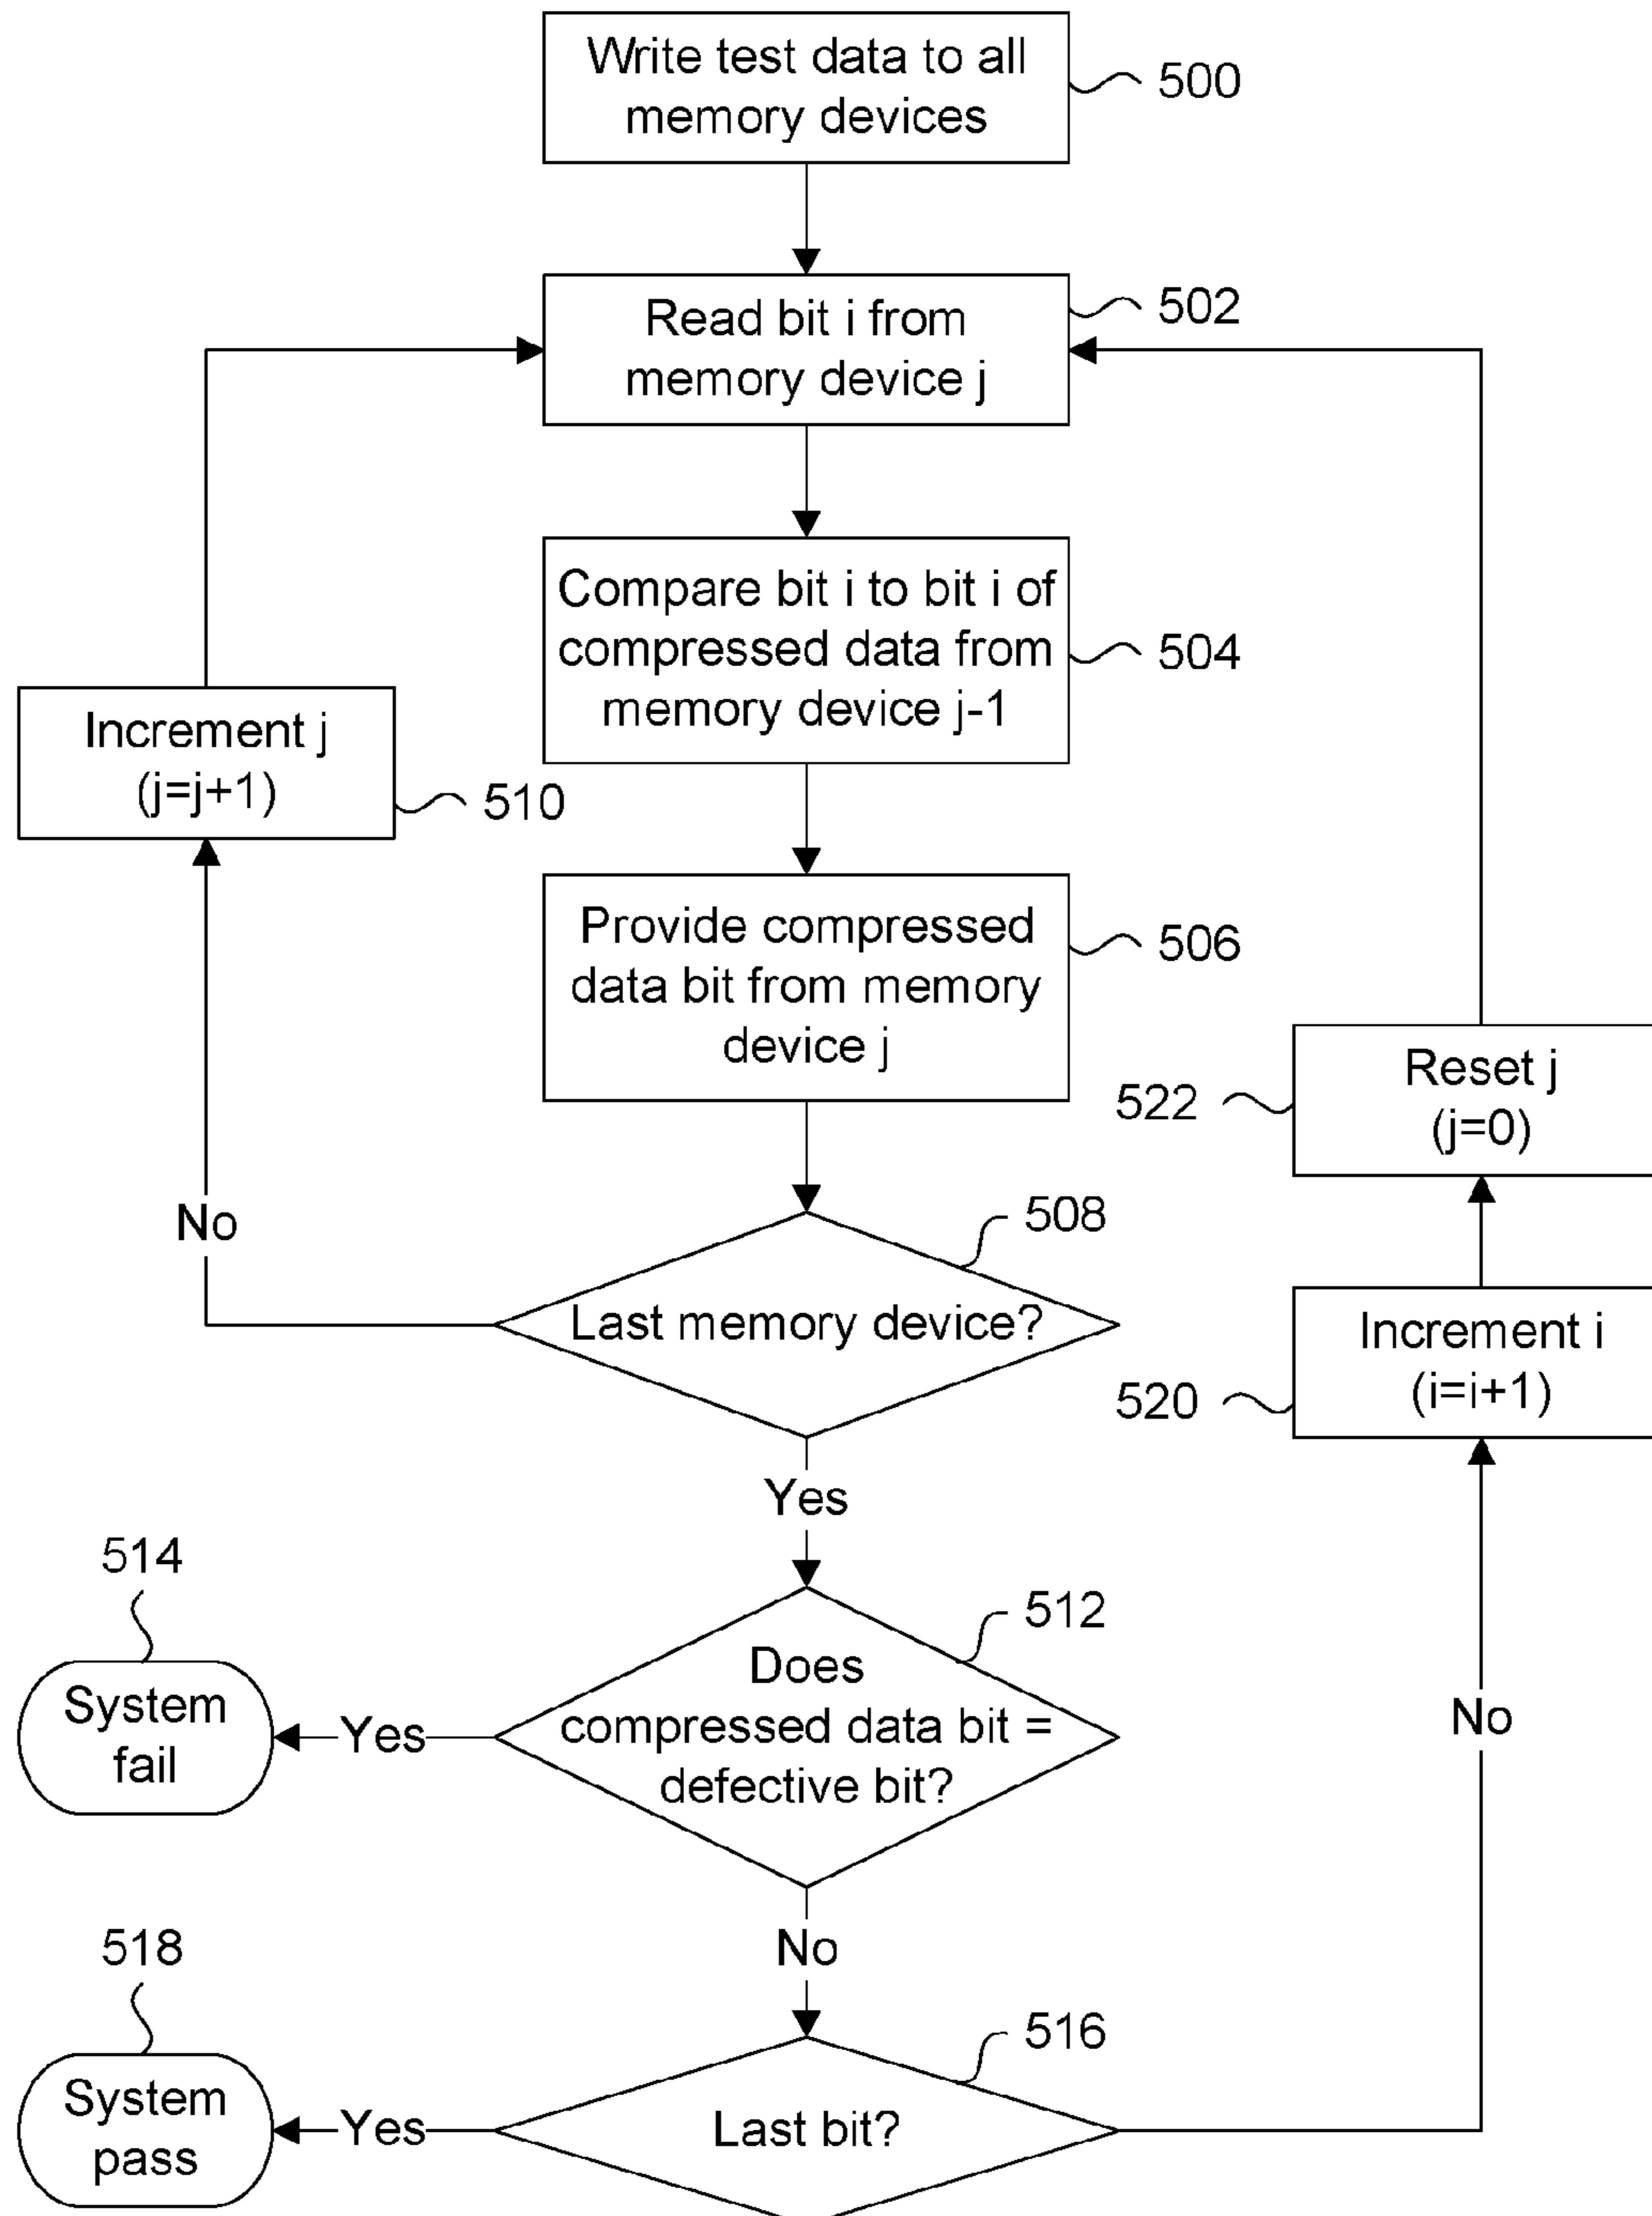 Write test data to all
memory devices
500
Read bit i from
memory device j
502
Compare bit i to bit i of
compressed data from
memory device j-1
504
Increment j
(j=j+1)
510
Provide compressed
data bit from memory
device j
506
Reset j
(j=0)
522
No
508
Last memory device?
Increment i
(i=i+1)
520
Yes
514
512
System
fail
Yes
Does
compressed data bit =
defective bit?
No
518
No
516
System
pass
Yes
Last bit?